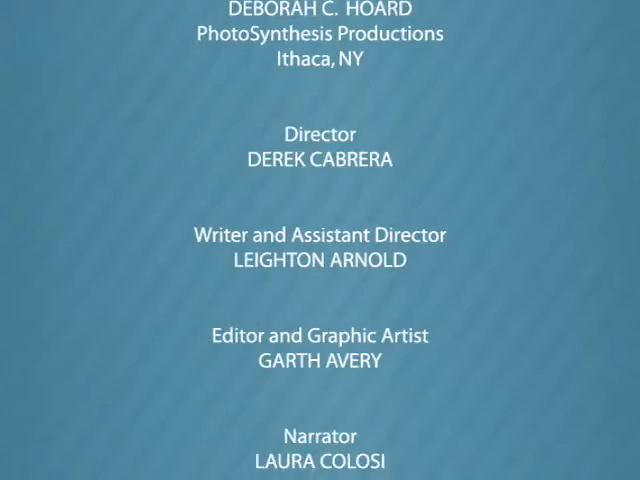 DEBORAH C. HOARD
PhotoSynthesis Productions
Ithaca, NY
Director
DEREK CABRERA
Writer and Assistant Director
LEIGHTON ARNOLD
Editor and Graphic Artist
GARTH AVERY
Narrator
LAURA COLOSI